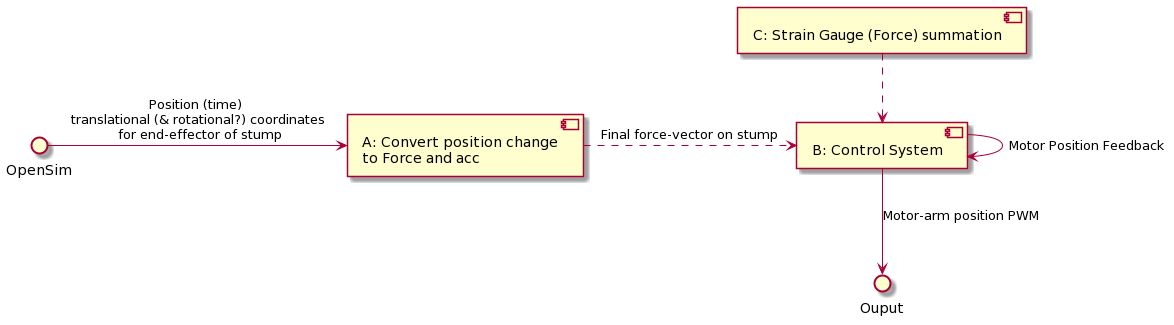 C: Strain Gauge (Force) summation
Position (time)
translational (& rotational?) coordinates
for end-effector of stump
OpenSim
A: Convert position change
to Force and acc
Final force-vector on stump
B: Control System
Motor Position Feedback
Motor-arm position PWM
Ouput